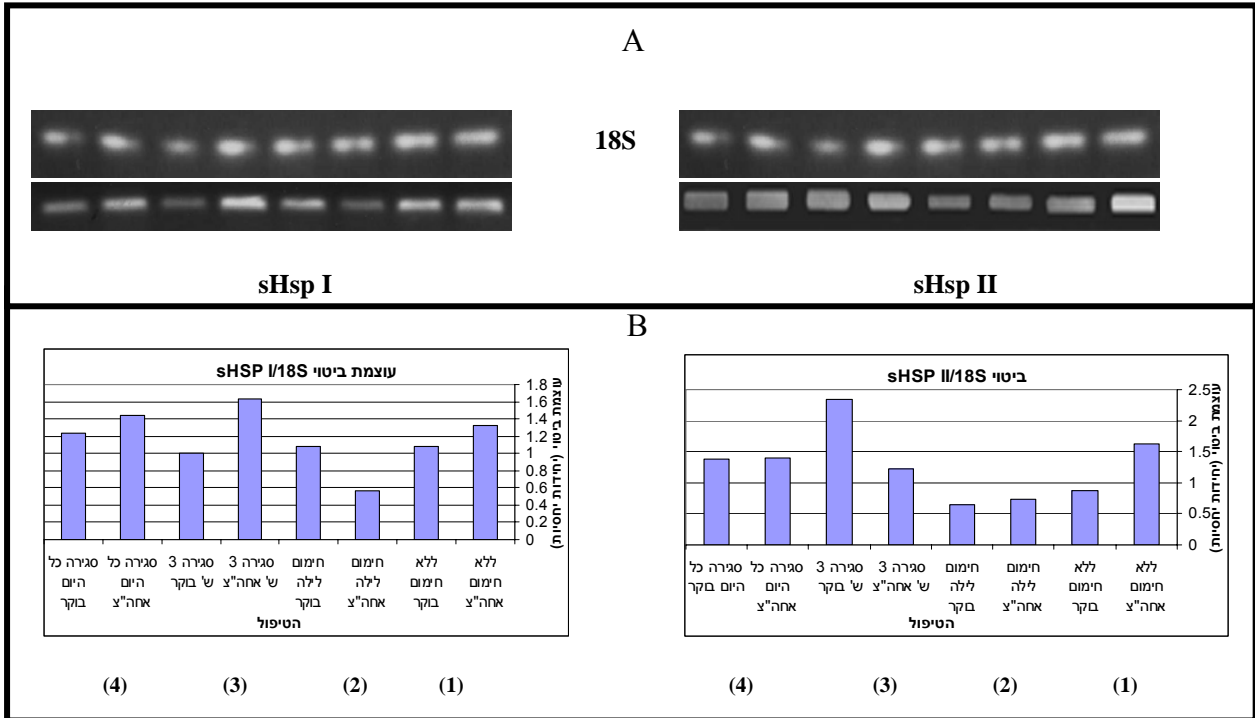 A
18S
sHsp I
sHsp II
B
עוצמת ביטוי sHSP I/18S
1.8
1.6
1.4
1.2
1
0.8
0.6
0.4
0.2
0
עוצמת ביטוי (יחידות יחסיות)
ללא חימום אחה"צ
ללא חימום בוקר
חימום לילה אחה"צ
חימום לילה בוקר
סגירה 3 ש' אחה"צ
סגירה 3 ש' בוקר
סגירה כל היום אחה"צ
סגירה כל היום בוקר
הטיפול
(4) (3) (2) (1)
ביטוי sHSP II/18S
2.5
2
1.5
1
0.5
0
עוצמת ביטוי (יחידות יחסיות)
ללא חימום אחה"צ
ללא חימום בוקר
חימום לילה אחה"צ
חימום לילה בוקר
סגירה 3 ש' אחה"צ
סגירה 3 ש' בוקר
סגירה כל היום אחה"צ
סגירה כל היום בוקר
הטיפול
(4) (3) (2) (1)